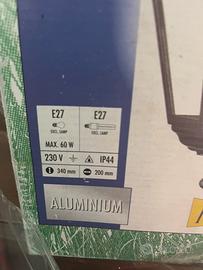 E27 E27
EXCL. LAMP EXCL. LAMP
MAX. 60 W
230 V IP44
340 mm 200 mm
ALUMINIUM